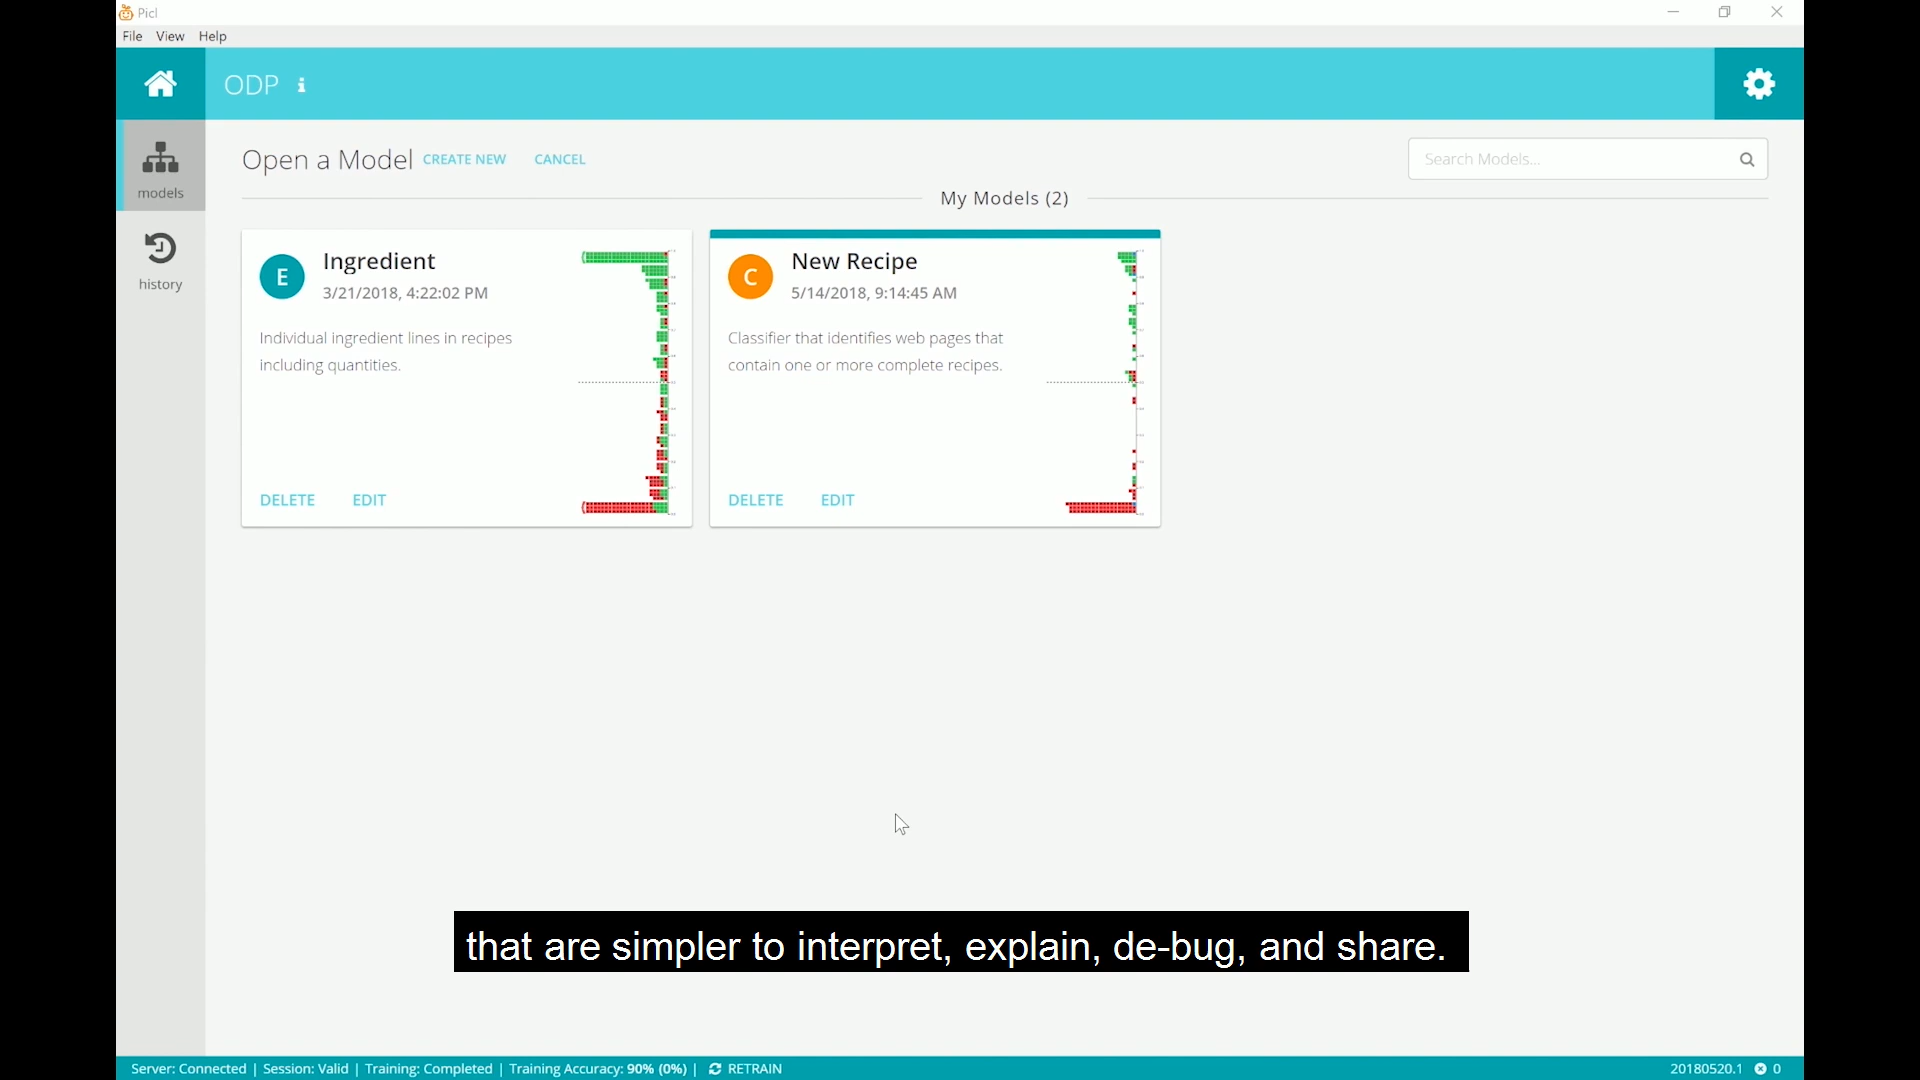 Picl
File View Help
ODP
Open a Model CREATE NEW CANCEL
Search Models...
models
My Models (2)
history
E
Ingredient
3/21/2018, 4:22:02 PM
Individual ingredient lines in recipes
including quantities.
DELETE EDIT
C
New Recipe
5/14/2018, 9:14:45 AM
Classifier that identifies web pages that
contain one or more complete recipes.
DELETE EDIT
that are simpler to interpret, explain, de-bug, and share.
Server: Connected | Session: Valid | Training: Completed | Training Accuracy: 90% (0%) | RETRAIN
20180520.1 0